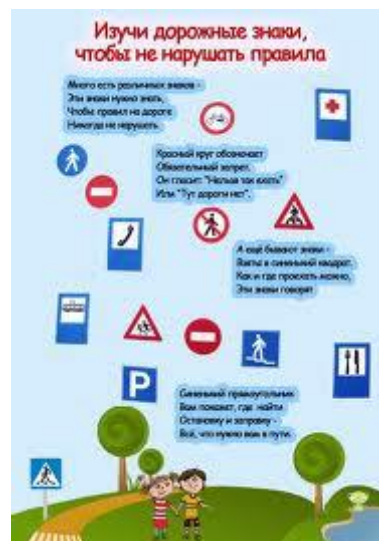 Изучи дорожные знаки,
чтобы не нарушать правила
Много есть различных знаков -
Эти знаки нужно знать,
Чтобы правил на дороге
Никогда не нарушать.
Красный круг обозначает
Обязательный запрет.
Он гласит: "Нельзя так ехать"
Или "Тут дороги нет".
А ещё бывают знаки -
Взяты в синенький квадрат.
Как и где проехать можно,
Эти знаки говорят
P
Синенький прямоугольник
Вам покажет, где найти
Остановку и заправку -
Всё, что нужно вам в пути.